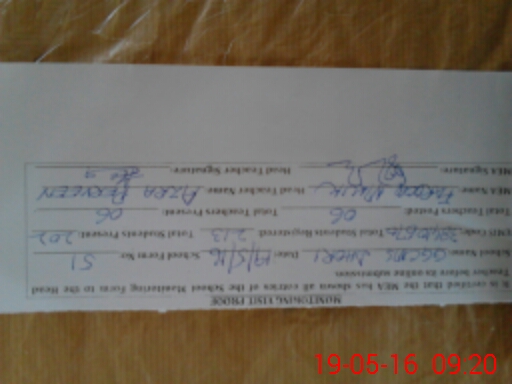 MONITORING VISIT PROOF
It is certified that the MEA has shown all entries of the School Monitoring form to the Head
Teacher before its online submission.
School Name: GGCMS Date: 19/5/16 School Form No: 51
EMIS Code: Total Students Registered: 213 Total Students Present: 202
Total Teachers Posted: 06 Total Teachers Present: 06
MEA Name: Head Teacher Name: AZRA PERVEEN
MEA Signature: Head Teacher Signature:
19-05-16 09:20